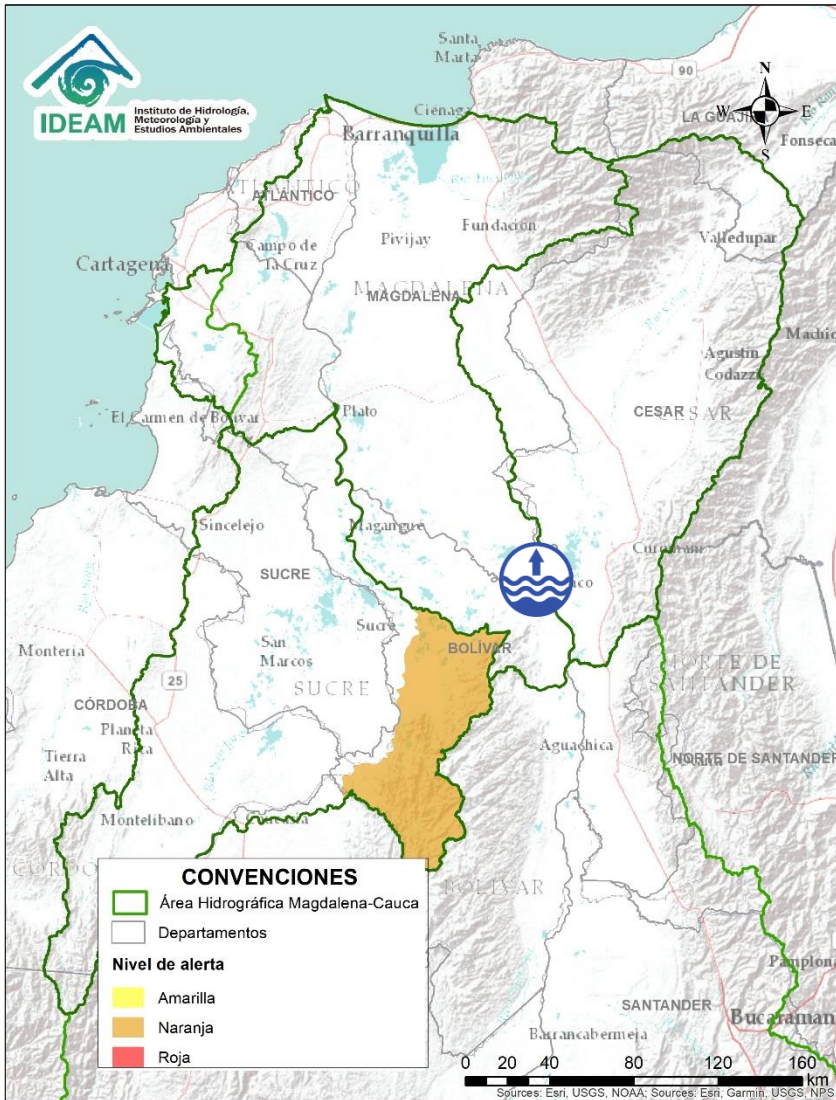 IDEAM
Instituto de Hidrología,
Meteorología y
Estudios Ambientales
Santa
Marta
90
N
E
S
LA GUAJI
Fonseca
Ciénaga
Barranquilla
ATLÁNTICO
Pivijay
Fundación
Valledupar
Campo de
la Cruz
Cartagena
MAGDALENA
MAGDALENA
Agustín
Codazzi
CESAR
CESAR
El Carmen de Bolívar
Plato
Sincelejo
Magangué
Curumaní
SUCRE
Sucre
BOLÍVAR
San
Marcos
Montería
SUCRE
25
CÓRDOBA
Planeta
Rica
Tierra
Alta
NORTE DE
SANTANDER
Aguachica
NORTE DE SANTANDER
Montelíbano
BOLÍVAR
CONVENCIONES
Área Hidrográfica Magdalena-Cauca
Departamentos
Nivel de alerta
Amarilla
Naranja
Roja
Pamplona
SANTANDER
Bucaraman
Barrancabermeja
0 20 40 80 120 160
km
Sources: Esri, USGS, NOAA; Sources: Esri, Garmin, USGS, NPS